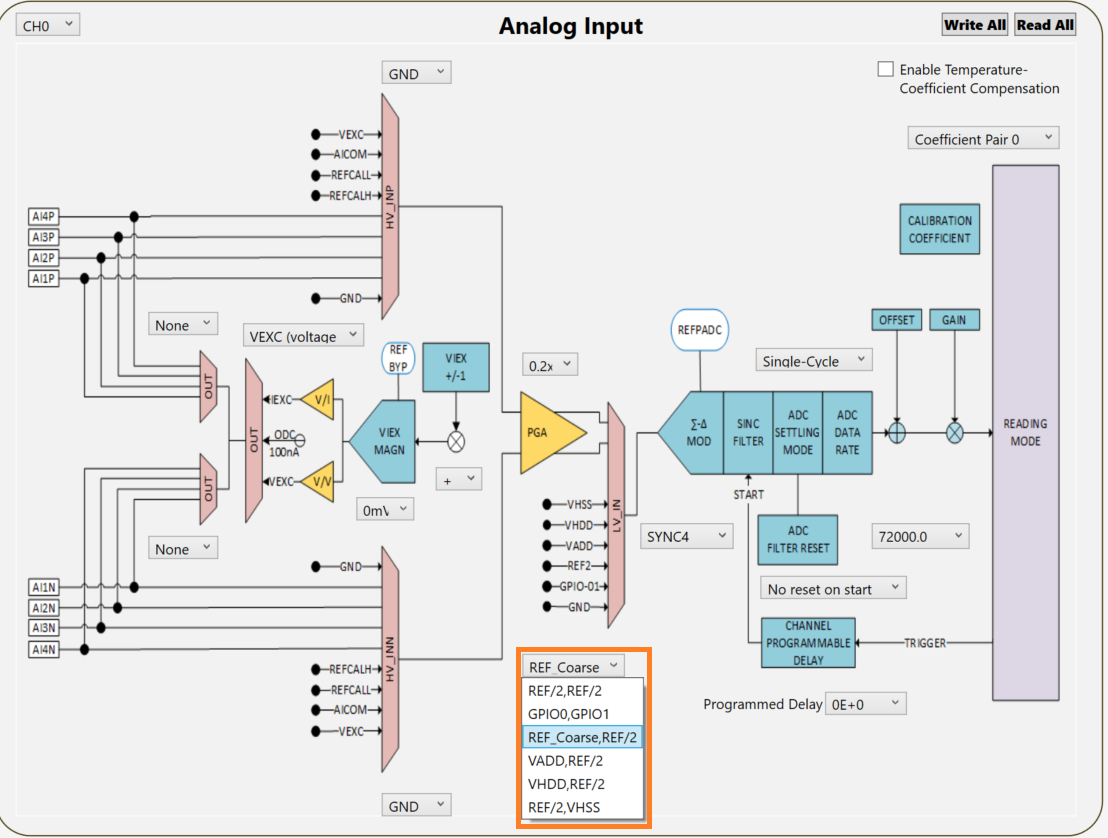 CH0
Analog Input
Write All
Read All
GND
Enable Temperature-
Coefficient Compensation
Coefficient Pair 0
VEXC
AICOM
REFCALL
REFCALH
HV_INP
AI4P
AI3P
AI2P
AI1P
GND
CALIBRATION
COEFFICIENT
None
VEXC (voltage
REF
BYP
VIEX
+/-1
0.2x
REFPADC
Single-Cycle
OFFSET
GAIN
OUT
OUT
IEXC
V/I
ODC
100nA
VEXC
V/V
VIEX
MAGN
+
0mV
PGA
Σ-Δ
MOD
SINC
FILTER
ADC
SETTLING
MODE
ADC
DATA
RATE
READING
MODE
OUT
START
VHSS
VHDD
VADD
REF2
GPIO-01
GND
LV_IN
SYNC4
ADC
FILTER RESET
72000.0
No reset on start
None
GND
AI1N
AI2N
AI3N
AI4N
HV_INN
REFCALH
REFCALL
AICOM
VEXC
CHANNEL
PROGRAMMABLE
DELAY
TRIGGER
Programmed Delay
0E+0
REF_Coarse
REF/2,REF/2
GPIO0,GPIO1
REF_Coarse,REF/2
VADD,REF/2
VHDD,REF/2
REF/2,VHSS
GND